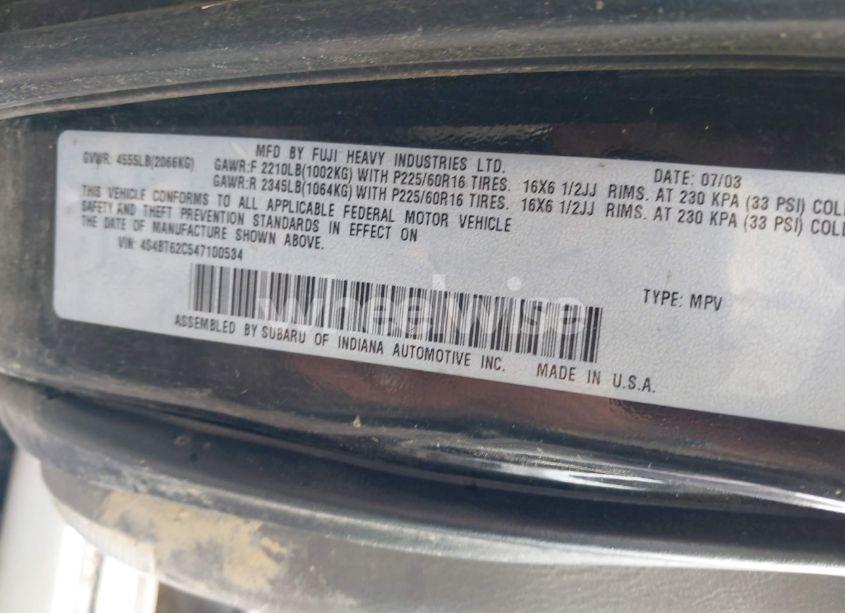 MFD BY FUJI HEAVY INDUSTRIES LTD. DATE: 07/03
GVWR: 4555LB(2066KG) GAWR:F 2210LB(1002KG) WITH P225/60R16 TIRES. 16X6 1/2JJ RIMS. AT 230 KPA (33 PSI) COL
GAWR:R 2345LB(1064KG) WITH P225/60R16 TIRES. 16X6 1/2JJ RIMS. AT 230 KPA (33 PSI) COL
THIS VEHICLE CONFORMS TO ALL APPLICABLE FEDERAL MOTOR VEHICLE
SAFETY AND THEFT PREVENTION STANDARDS IN EFFECT ON
THE DATE OF MANUFACTURE SHOWN ABOVE.
VIN: 4S4BT62C547100534
TYPE: MPV
wheelwise
ASSEMBLED BY SUBARU OF INDIANA AUTOMOTIVE INC. MADE IN U.S.A.